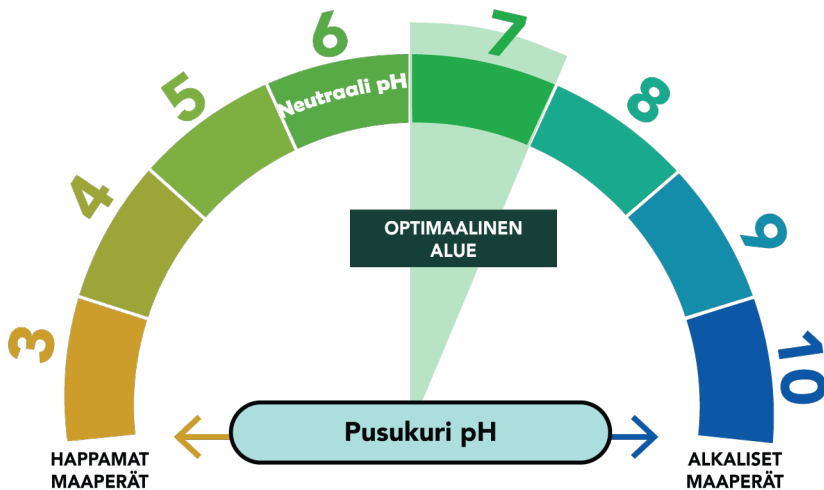 3
4
5
6
7
8
9
10
Neutraali pH
OPTIMAALINEN
ALUE
Pusukuri pH
HAPPAMAT
MAAPERÄT
ALKALISET
MAAPERÄT